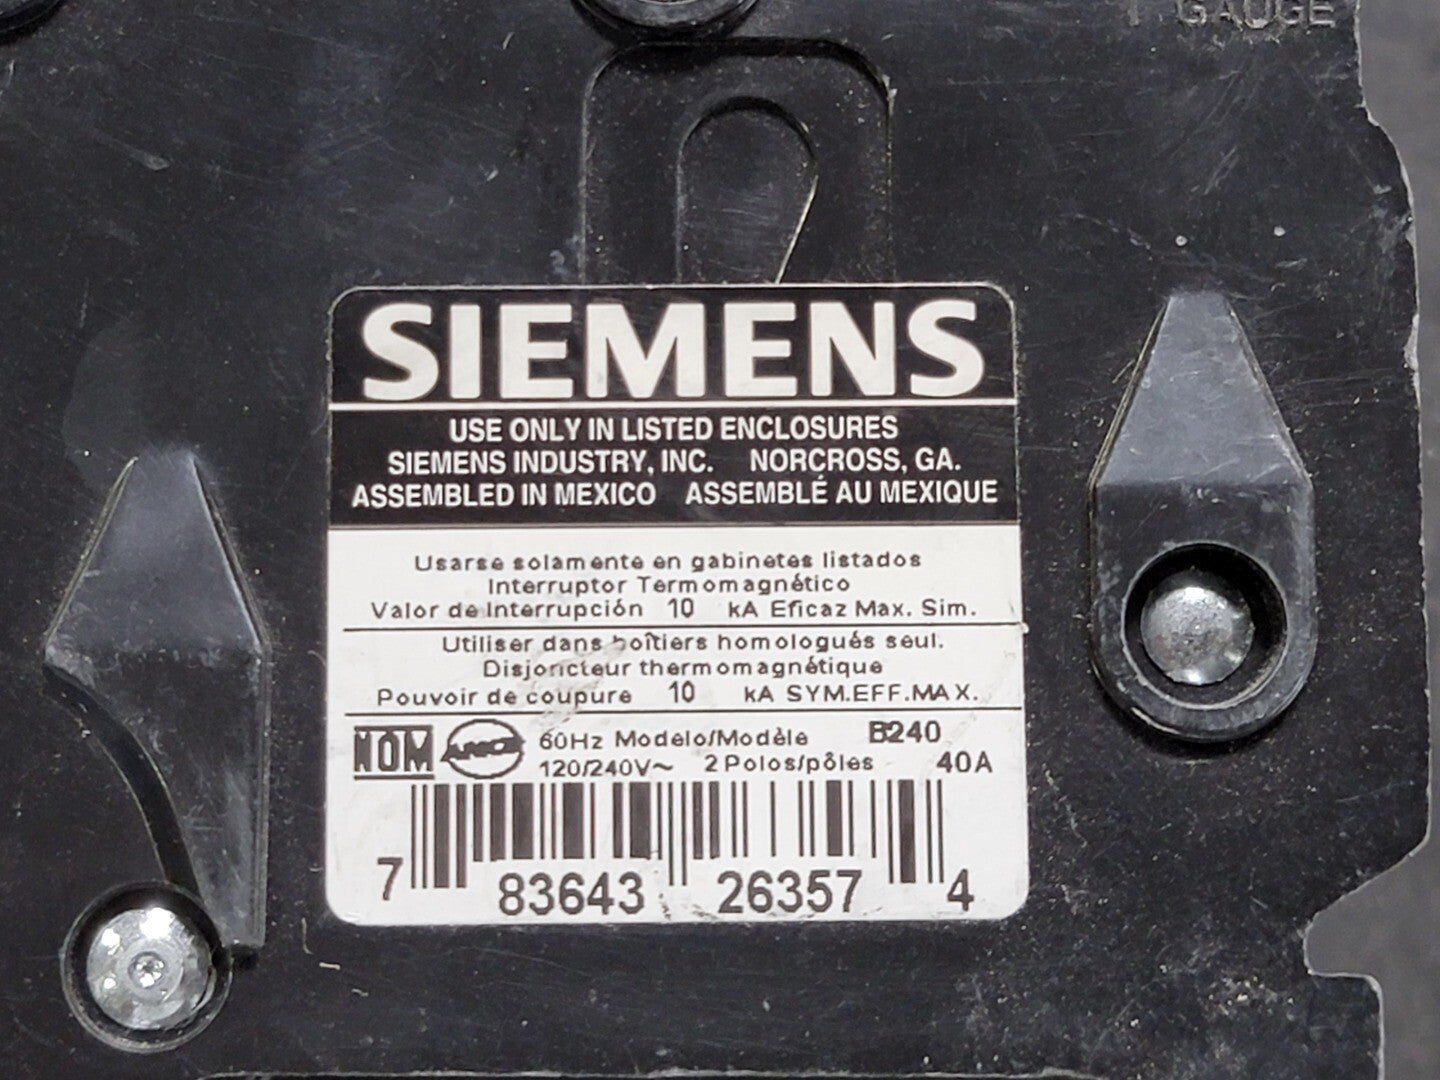 GAUGE
SIEMENS
USE ONLY IN LISTED ENCLOSURES
SIEMENS INDUSTRY, INC. NORCROSS, GA.
ASSEMBLED IN MEXICO ASSEMBLÉ AU MEXIQUE
Usarse solamente en gabinetes listados
Interruptor Termomagnético
Valor de Interrupción 10 kA Eficaz Max. Sim.
Utiliser dans boîtiers homologués seul.
Disjoncteur thermomagnétique
Pouvoir de coupure 10 kA SYM.EFF.MAX.
NOM ANCE 60Hz Modelo/Modèle B240
120/240V~ 2 Polos/pôles 40A
7 83643 26357 4